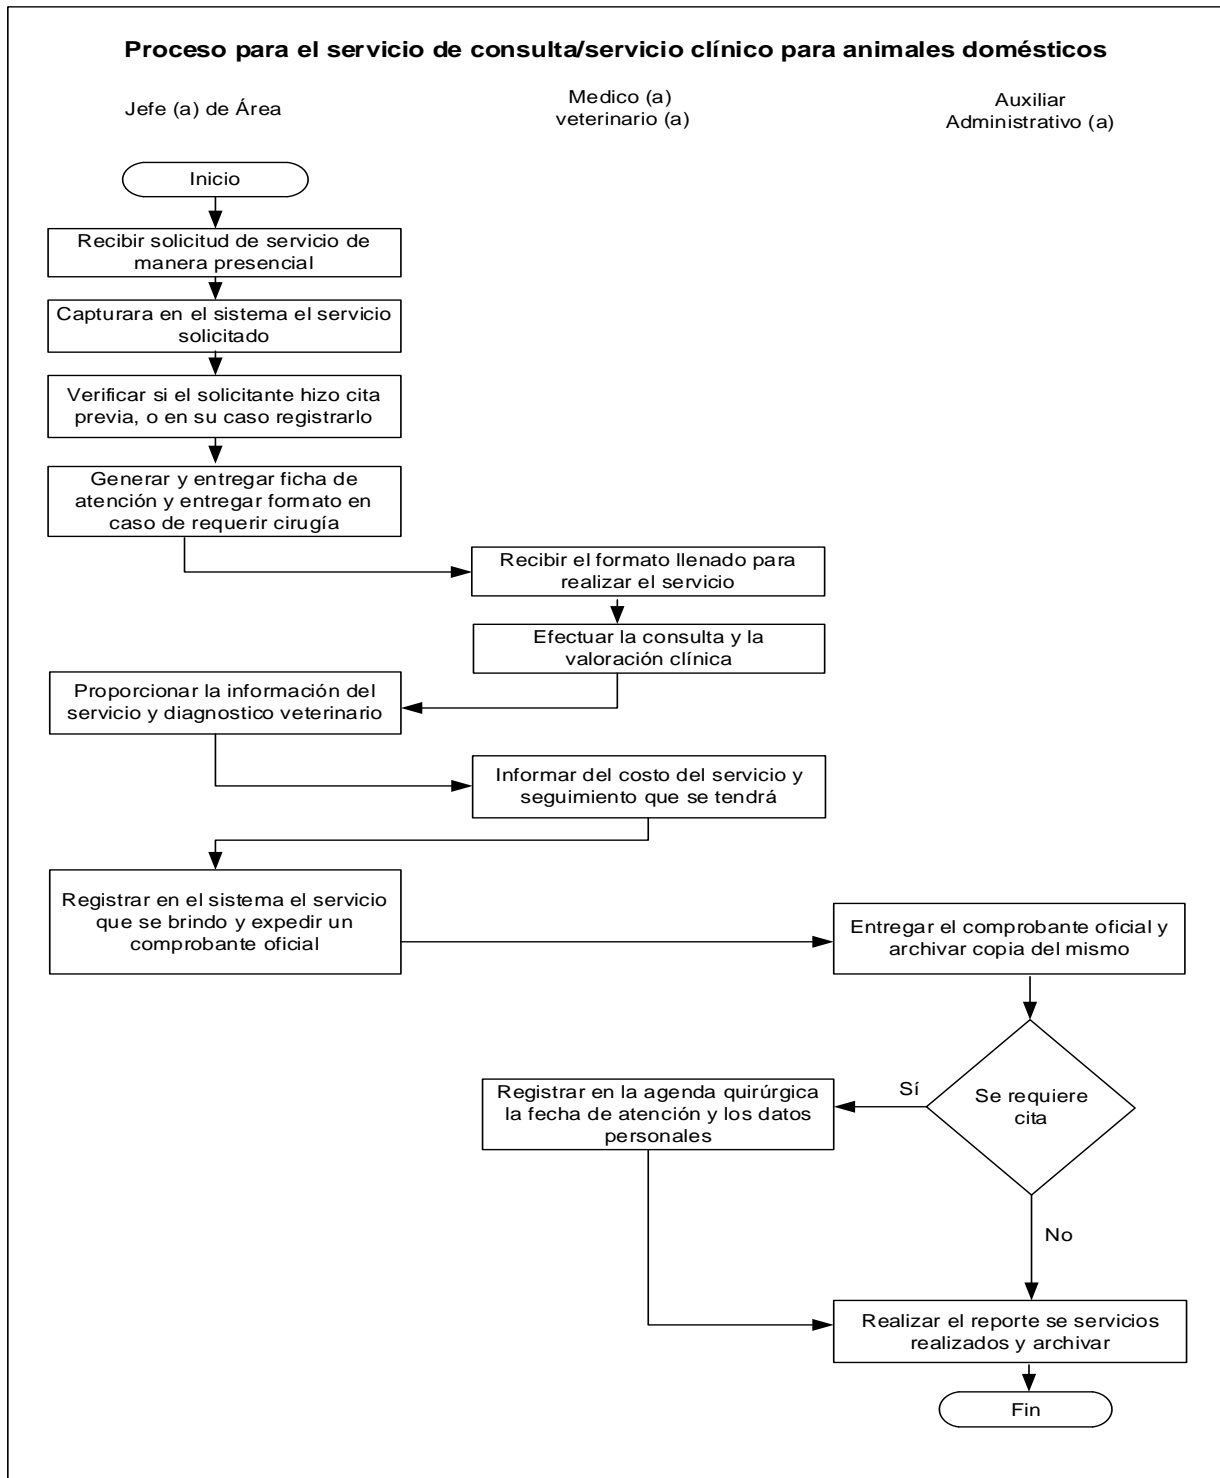 Proceso para el servicio de consulta/servicio clínico para animales domésticos
Jefe (a) de Área
Medico (a)
veterinario (a)
Auxiliar
Administrativo (a)
Inicio
Recibir solicitud de servicio de
manera presencial
Capturara en el sistema el servicio
solicitado
Verificar si el solicitante hizo cita
previa, o en su caso registrarlo
Generar y entregar ficha de
atención y entregar formato en
caso de requerir cirugía
Recibir el formato llenado para
realizar el servicio
Efectuar la consulta y la
valoración clínica
Proporcionar la información del
servicio y diagnostico veterinario
Informar del costo del servicio y
seguimiento que se tendrá
Registrar en el sistema el servicio
que se brindo y expedir un
comprobante oficial
Entregar el comprobante oficial y
archivar copia del mismo
Se requiere
cita
Sí
Registrar en la agenda quirúrgica
la fecha de atención y los datos
personales
No
Realizar el reporte se servicios
realizados y archivar
Fin